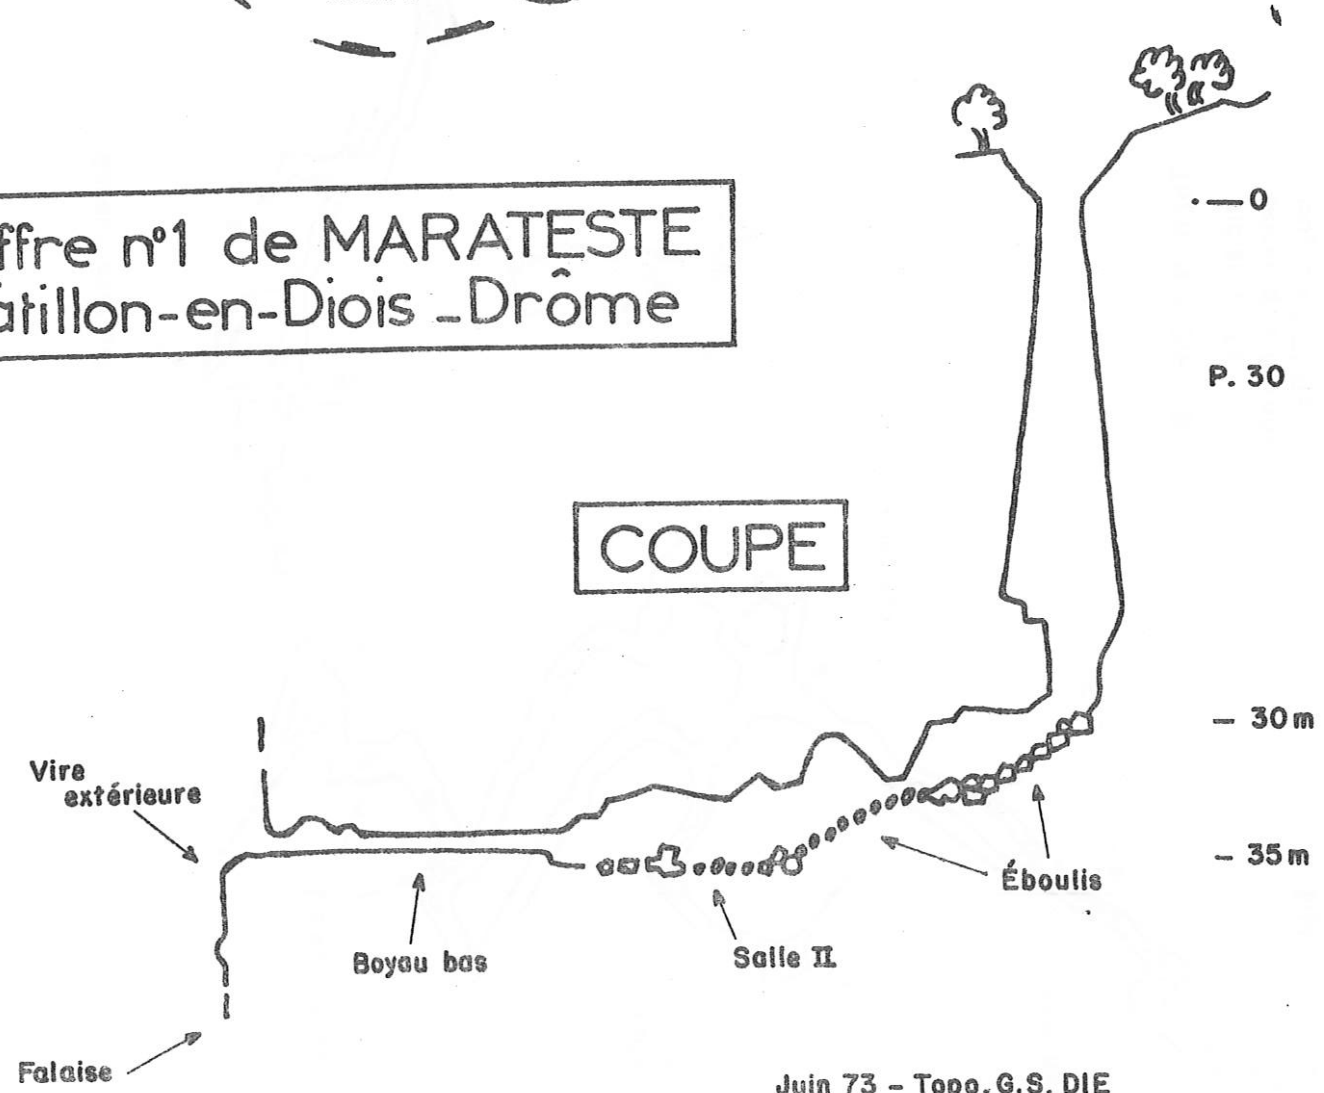 ffre n°1 de MARATESTE
âtillon-en-Diois - Drôme
0
P. 30
COUPE
- 30m
Vire
extérieure
- 35m
Éboulis
Boyau bas
Salle II
Falaise
Juin 73 - Topo. G.S. DIE